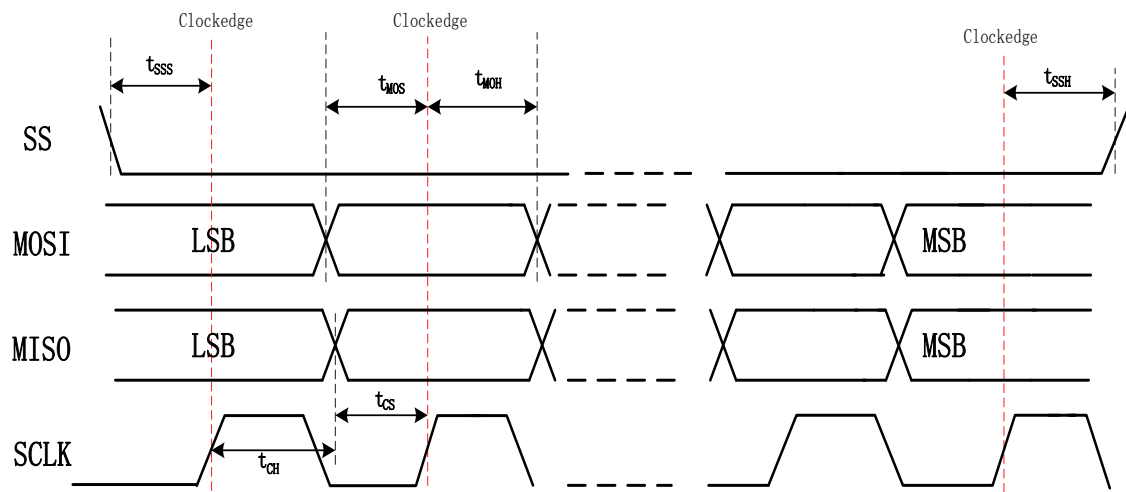 Clockedge Clockedge Clockedge
tSSS tMOS tMOH tSSH
SS
MOSI LSB MSB
MISO LSB MSB
tCS
SCLK tCH